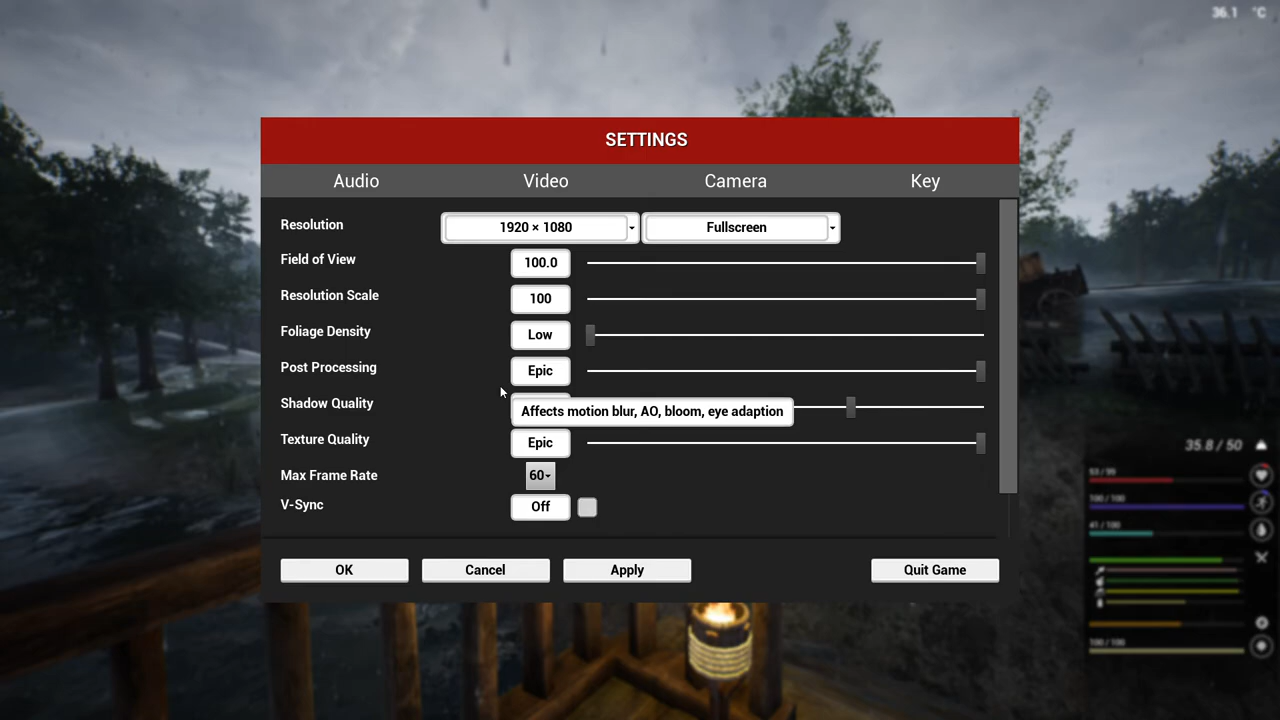 36.1 °C
SETTINGS
Audio Video Camera Key
Resolution 1920 × 1080 Fullscreen
Field of View 100.0
Resolution Scale 100
Foliage Density Low
Post Processing Epic
Shadow Quality
Affects motion blur, AO, bloom, eye adaption
Texture Quality Epic
Max Frame Rate 60
V-Sync Off
OK Cancel Apply Quit Game
35.8 / 50
100 / 100
41 / 100
100 / 100